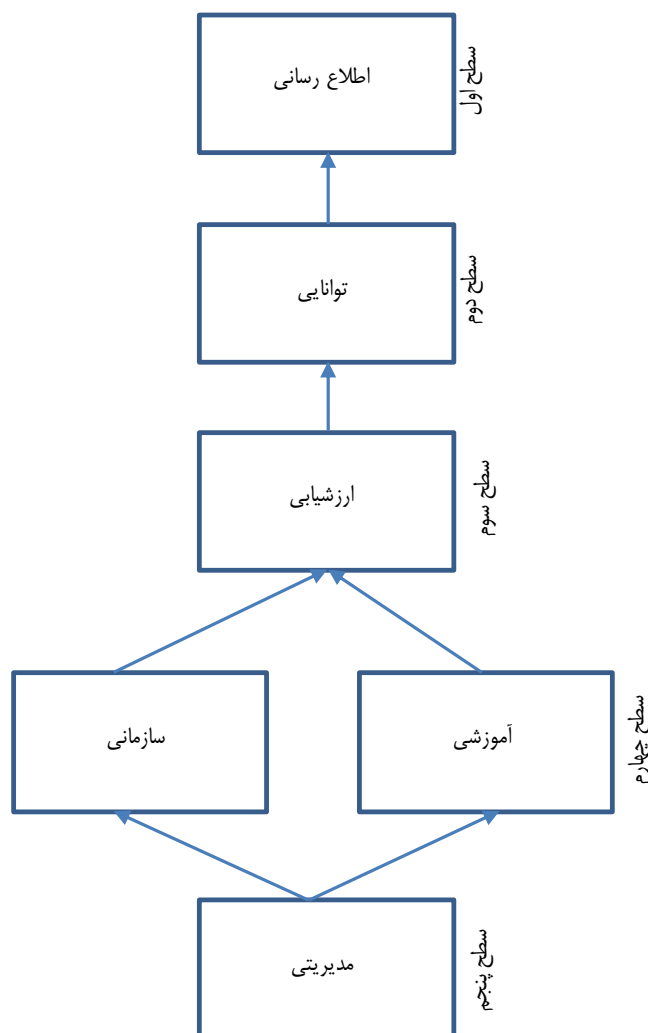 اطلاع رسانی
سطح اول
توانایی
سطح دوم
ارزشیابی
سطح سوم
آموزشی
سازمانی
سطح چهارم
مدیریتی
سطح پنجم